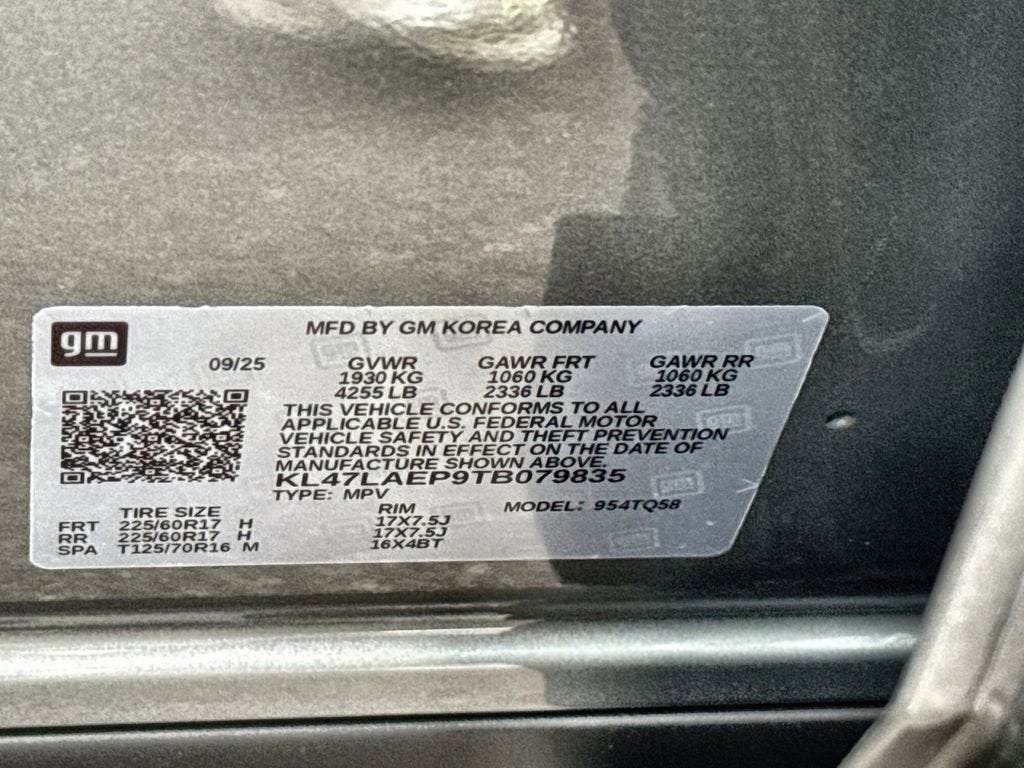 gm
MFD BY GM KOREA COMPANY
09/25 GVWR GAWR FRT GAWR RR
1930 KG 1060 KG 1060 KG
4255 LB 2336 LB 2336 LB
THIS VEHICLE CONFORMS TO ALL
APPLICABLE U.S. FEDERAL MOTOR
VEHICLE SAFETY AND THEFT PREVENTION
STANDARDS IN EFFECT ON THE DATE OF
MANUFACTURE SHOWN ABOVE.
KL47LAEP9TB079835
TYPE: MPV MODEL: 954TQ58
TIRE SIZE RIM
FRT 225/60R17 H 17X7.5J
RR 225/60R17 H 17X7.5J
SPA T125/70R16 M 16X4BT